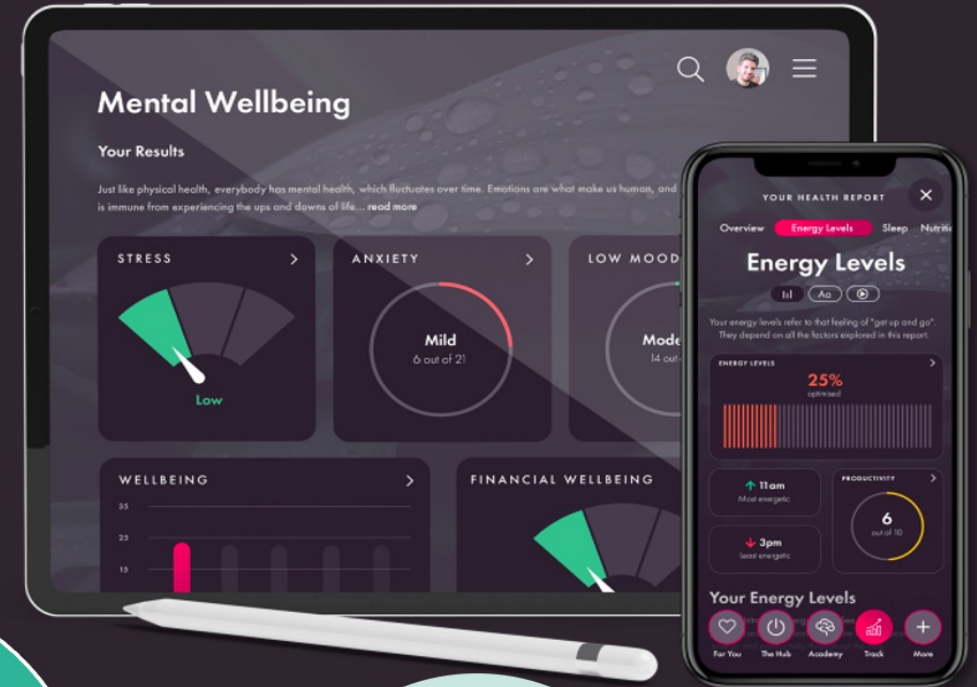 Mental Wellbeing
Your Results
Just like physical health, everybody has mental health, which fluctuates over time. Emotions are what make us human, and
is immune from experiencing the ups and downs of life... read more
STRESS
Low
ANXIETY
Mild
6 out of 21
LOW MOOD
Mode
14 out
WELLBEING
35
25
15
FINANCIAL WELLBEING
YOUR HEALTH REPORT
Overview
Energy Levels
Sleep
Nutriti
Energy Levels
Aa
Your energy levels refer to that feeling of "get up and go".
They depend on all the factors explored in this report.
ENERGY LEVELS
25%
optimised
11am
Most energetic
3pm
Least energetic
PRODUCTIVITY
6
out of 10
Your Energy Levels
For You
The Hub
Academy
Track
More